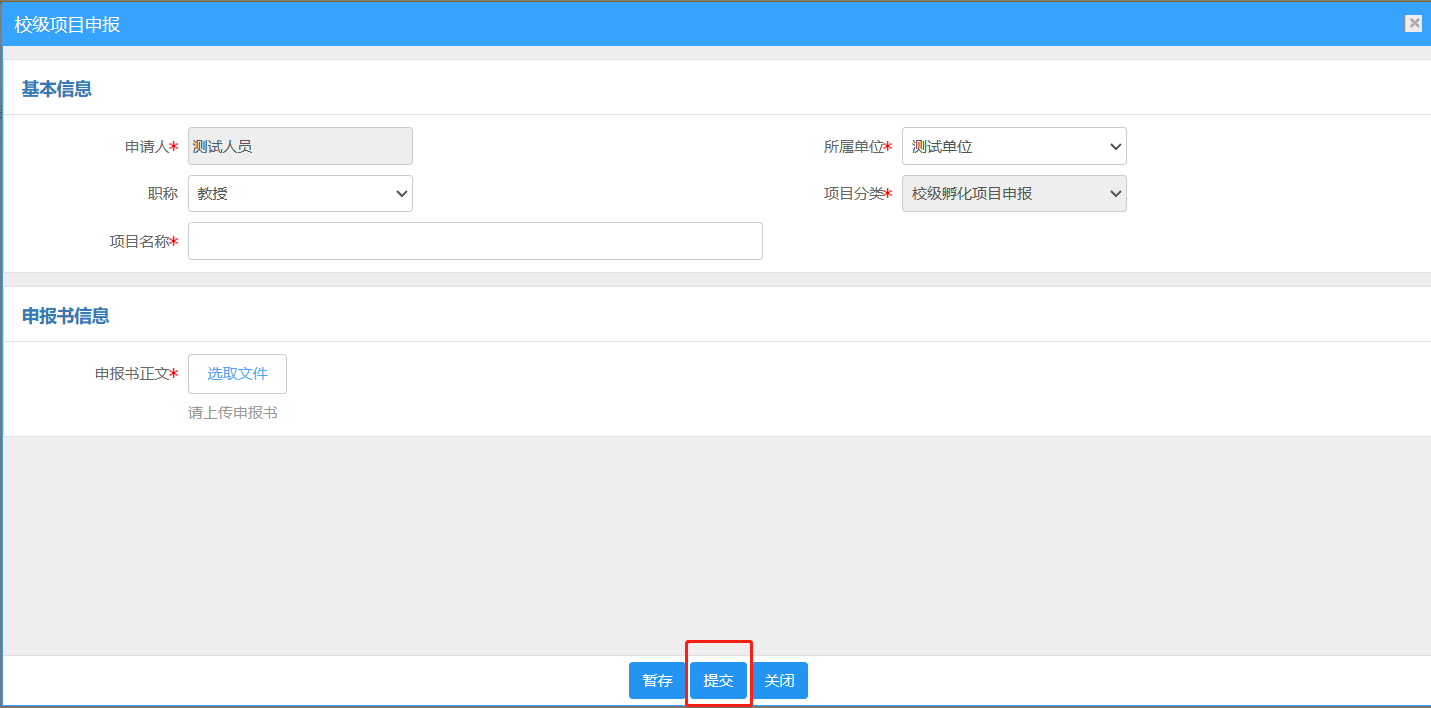 校级项目申报
基本信息
申请人* 测试人员 所属单位* 测试单位
职称 教授 项目分类* 校级孵化项目申报
项目名称*
申报书信息
申报书正文* 选取文件
请上传申报书
暂存 提交 关闭